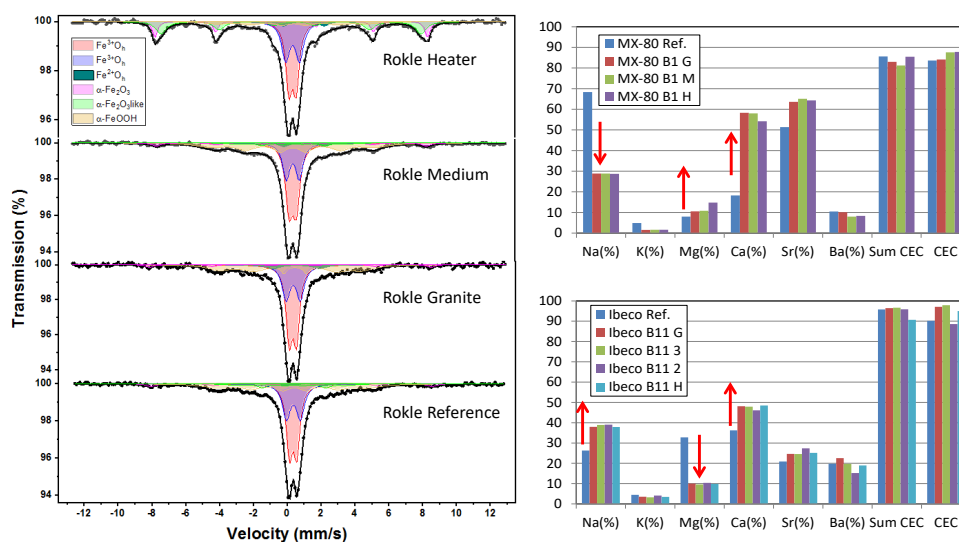 Transmission (%)
100
98
96
Fe³⁺Oₕ
Fe³⁺Oₕ
Fe²⁺Oₕ
α-Fe₂O₃
α-Fe₂O₃like
α-FeOOH
Rokle Heater
100
98
96
94
Rokle Medium
100
98
96
94
Rokle Granite
100
98
96
94
Rokle Reference
-12 -10 -8 -6 -4 -2 0 2 4 6 8 10 12
Velocity (mm/s)
100
90
80
70
60
50
40
30
20
10
0
MX-80 Ref.
MX-80 B1 G
MX-80 B1 M
MX-80 B1 H
Na(%) K(%) Mg(%) Ca(%) Sr(%) Ba(%) Sum CEC CEC
100
90
80
70
60
50
40
30
20
10
0
Ibeco Ref.
Ibeco B11 G
Ibeco B11 3
Ibeco B11 2
Ibeco B11 H
Na(%) K(%) Mg(%) Ca(%) Sr(%) Ba(%) Sum CEC CEC